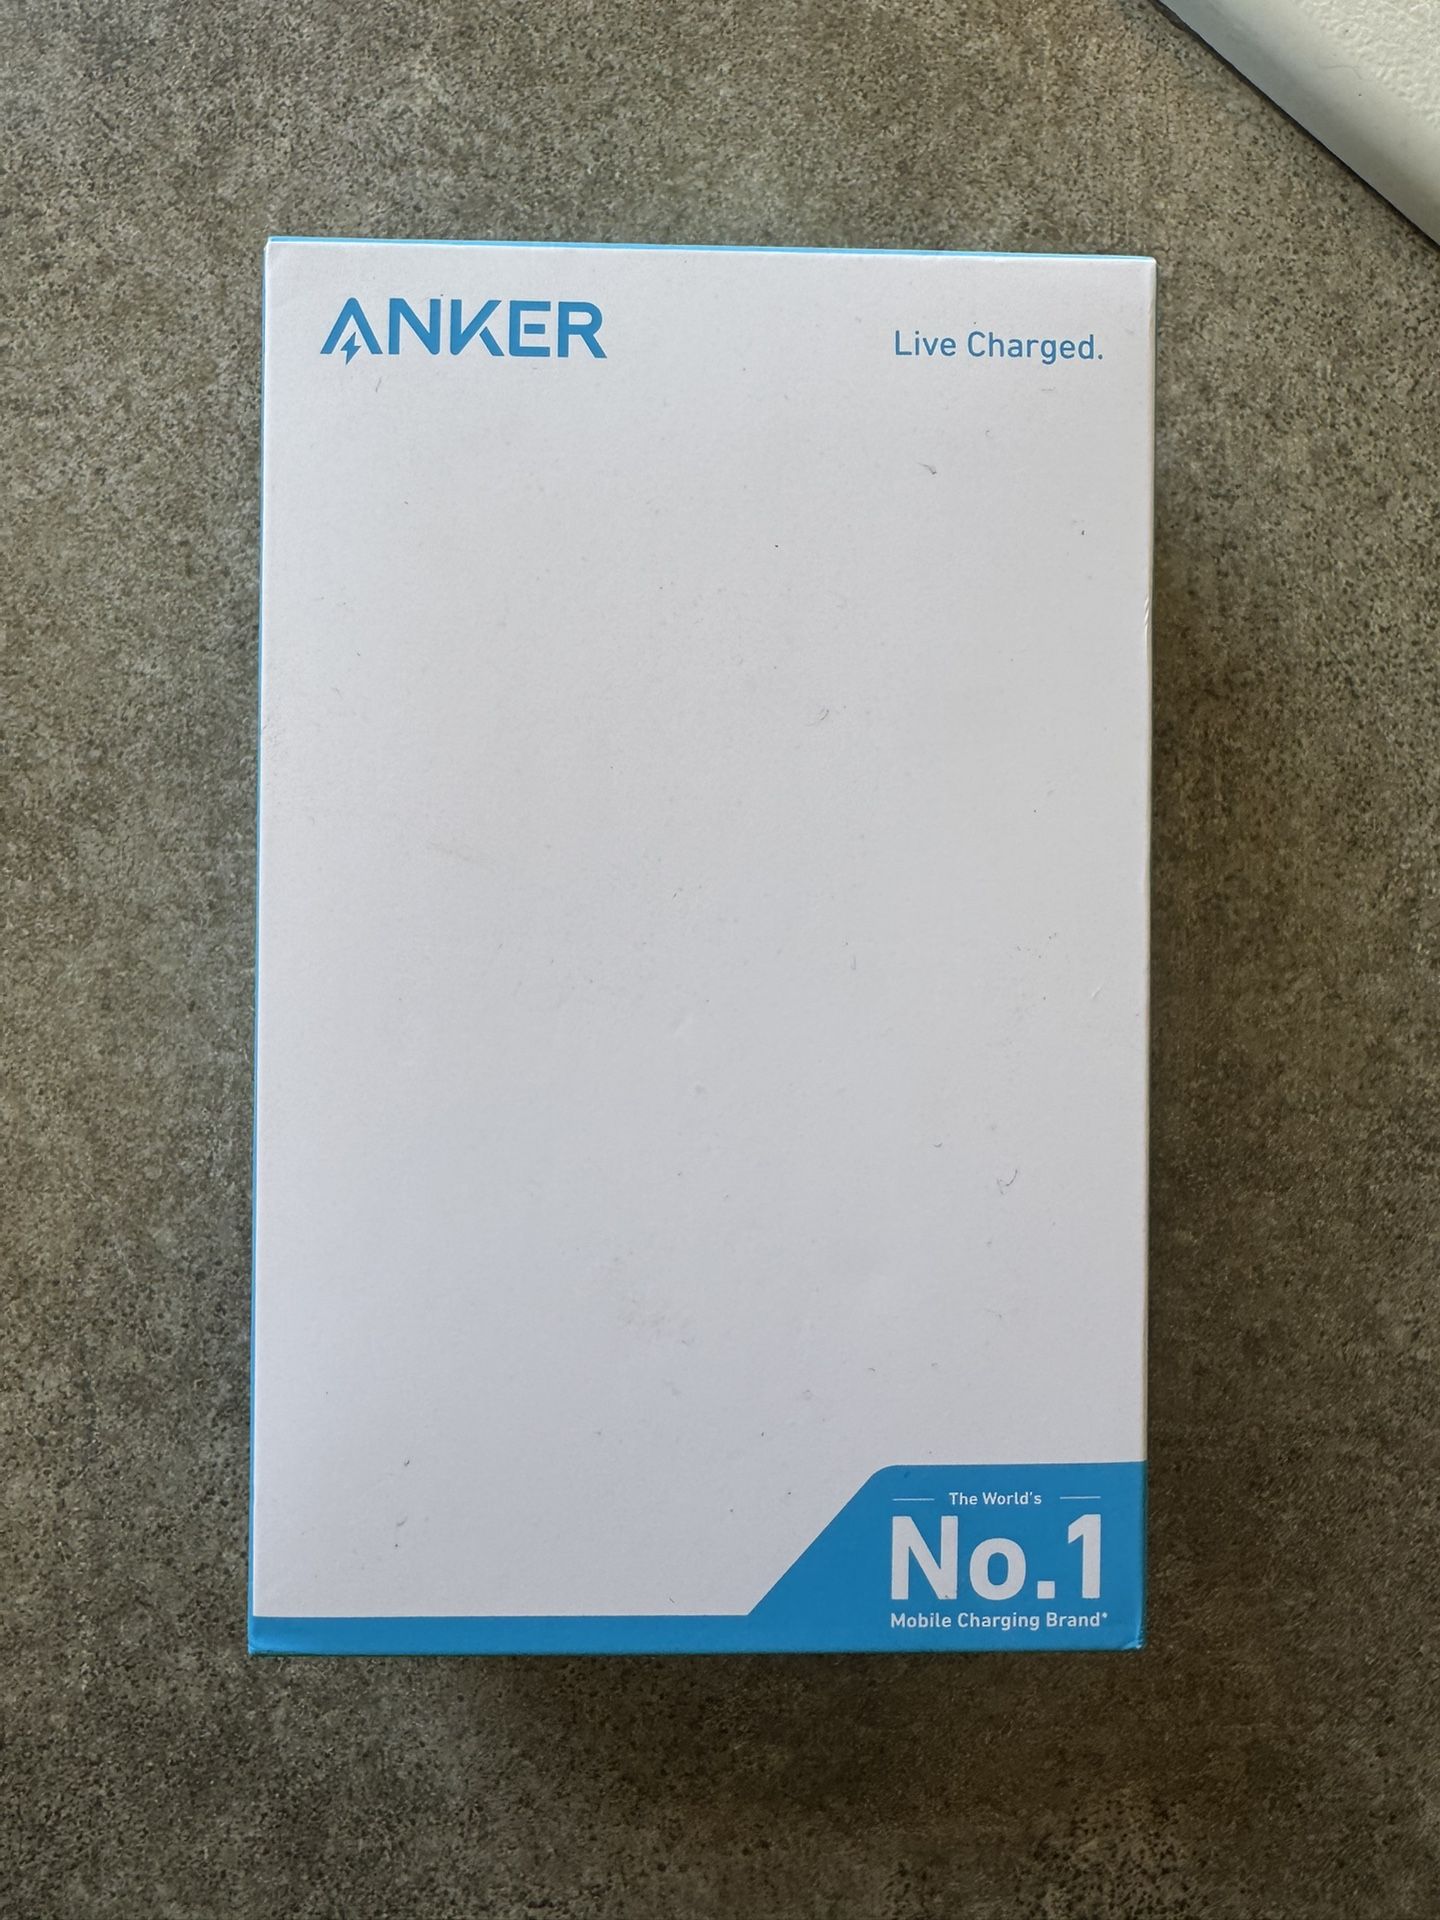 ANKER
Live Charged.
The World's
No.1
Mobile Charging Brand*